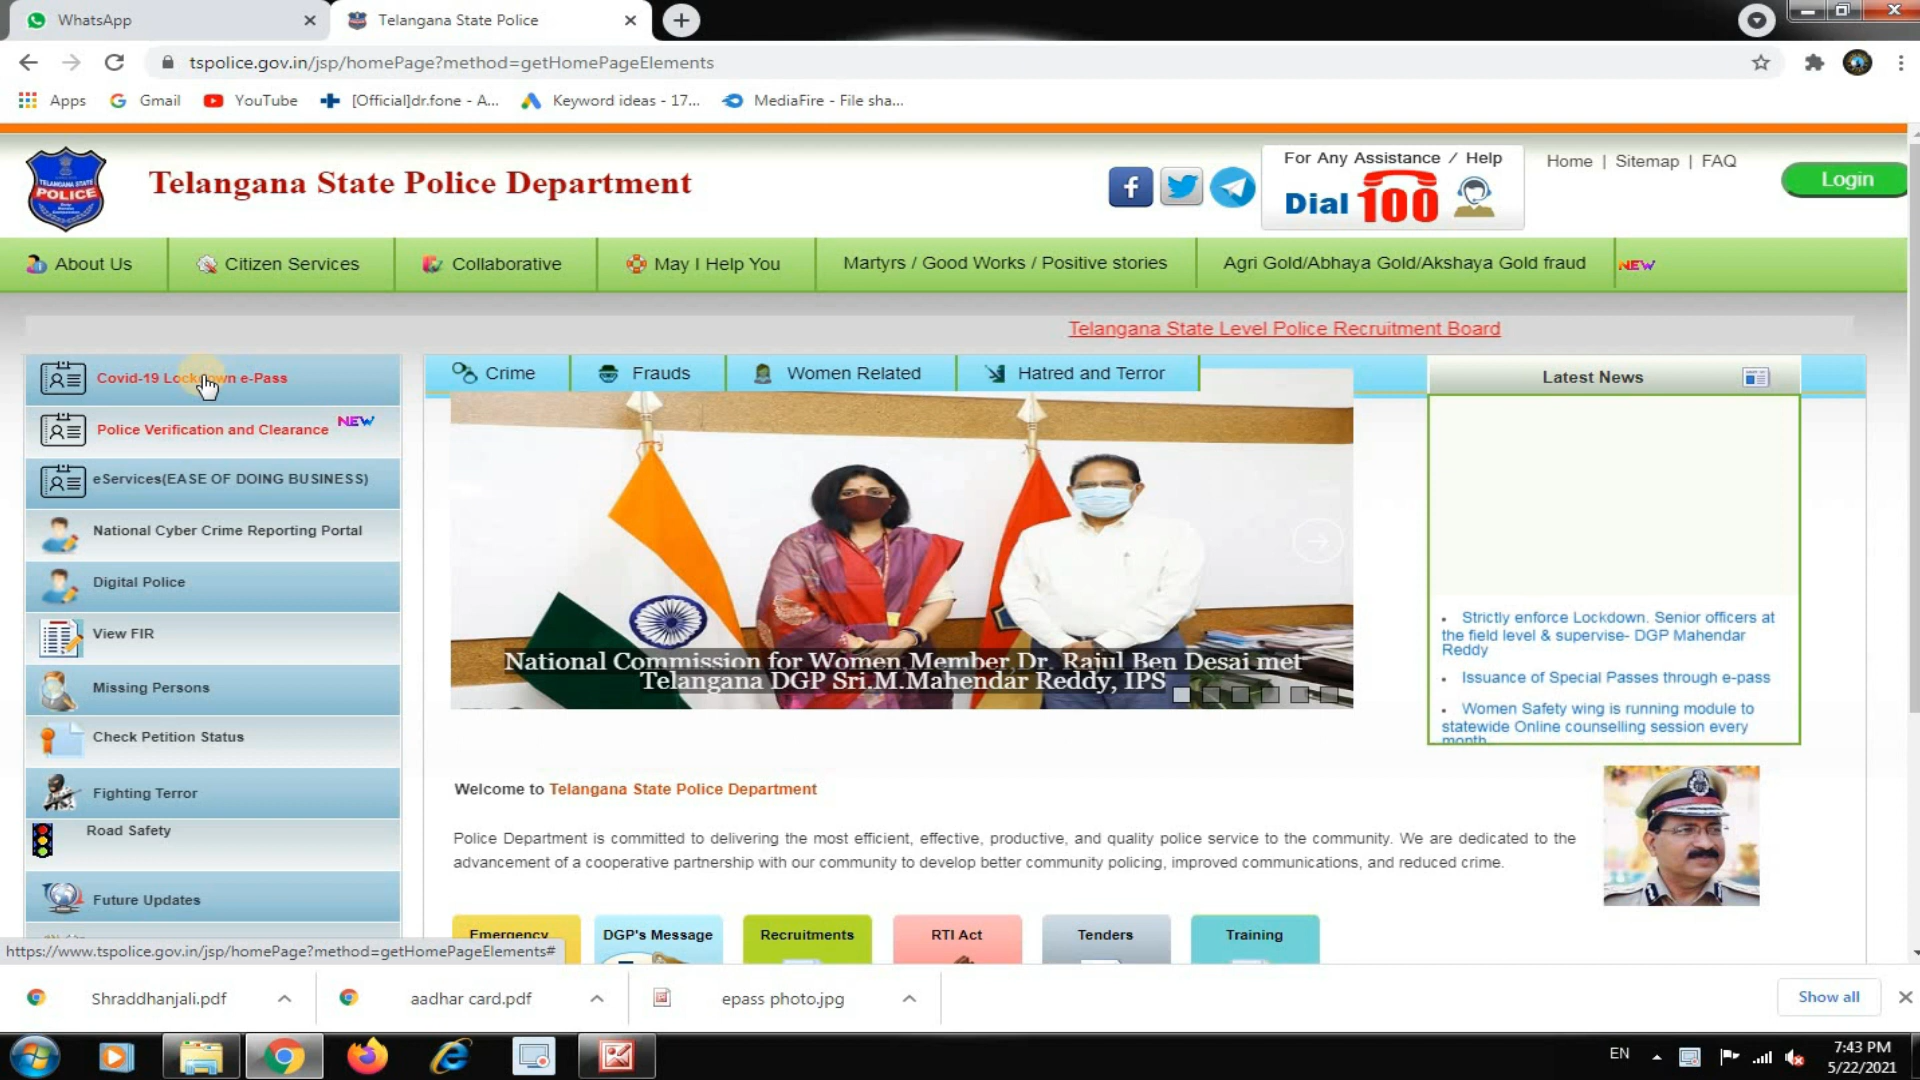 WhatsApp
Telangana State Police
tspolice.gov.in/jsp/homePage?method=getHomePageElements
Apps
Gmail
YouTube
[Official]dr.fone - A...
Keyword ideas - 17...
MediaFire - File sha...
TELANGANA STATE
POLICE
Telangana State Police Department
For Any Assistance / Help
Dial 100
Home | Sitemap | FAQ
Login
About Us
Citizen Services
Collaborative
May I Help You
Martyrs / Good Works / Positive stories
Agri Gold/Abhaya Gold/Akshaya Gold fraud
NEW
Telangana State Level Police Recruitment Board
Covid-19 Lockdown e-Pass
Police Verification and Clearance NEW
eServices(EASE OF DOING BUSINESS)
National Cyber Crime Reporting Portal
Digital Police
View FIR
Missing Persons
Check Petition Status
Fighting Terror
Road Safety
Future Updates
Crime
Frauds
Women Related
Hatred and Terror
National Commission for Women Member Dr. Rajul Ben Desai met
Telangana DGP Sri.M.Mahendar Reddy, IPS
Latest News
• Strictly enforce Lockdown. Senior officers at
the field level & supervise- DGP Mahendar
Reddy
• Issuance of Special Passes through e-pass
• Women Safety wing is running module to
statewide Online counselling session every
month
Welcome to Telangana State Police Department
Police Department is committed to delivering the most efficient, effective, productive, and quality police service to the community. We are dedicated to the
advancement of a cooperative partnership with our community to develop better community policing, improved communications, and reduced crime.
Emergency
DGP's Message
Recruitments
RTI Act
Tenders
Training
https://www.tspolice.gov.in/jsp/homePage?method=getHomePageElements#
Shraddhanjali.pdf
aadhar card.pdf
epass photo.jpg
Show all
EN
7:43 PM
5/22/2021